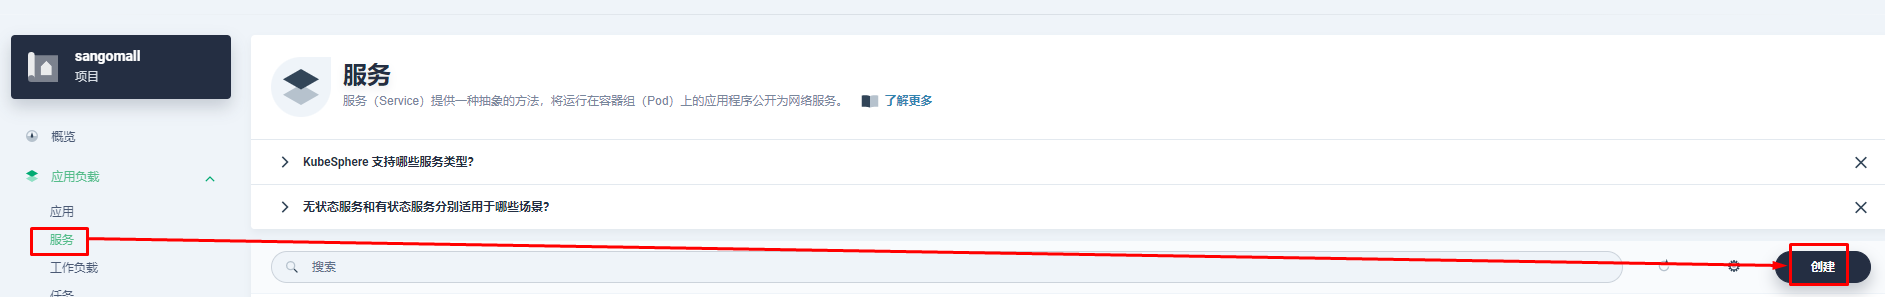 sangomall
项目
概览
应用负载
应用
服务
工作负载
任务
服务
服务（Service）提供一种抽象的方法，将运行在容器组（Pod）上的应用程序公开为网络服务。 了解更多
KubeSphere 支持哪些服务类型?
无状态服务和有状态服务分别适用于哪些场景?
搜索
创建